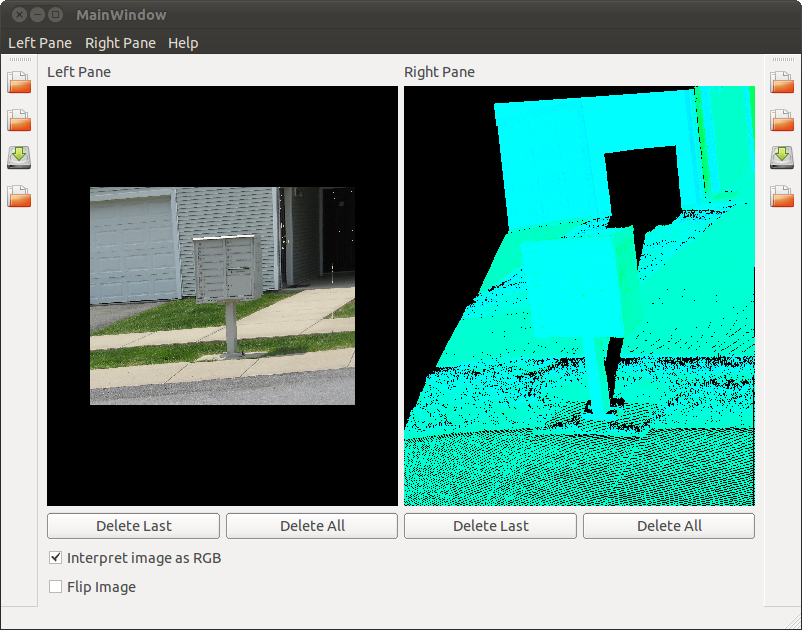 MainWindow
Left Pane Right Pane Help
Left Pane Right Pane
Delete Last Delete All Delete Last Delete All
Interpret image as RGB
Flip Image